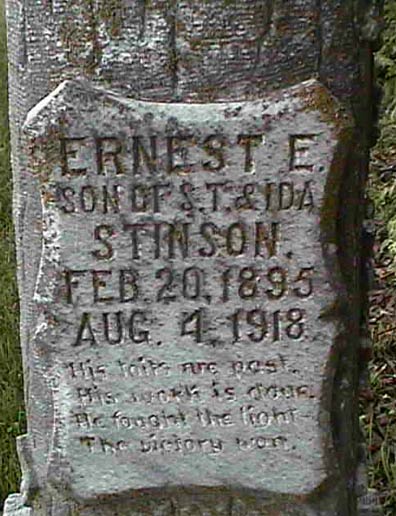 ERNEST E.
SON OF S.T. & IDA
STINSON.
FEB. 20, 1895
AUG. 4, 1918.
His toils are past.
His work is done.
He fought the fight
The victory won.